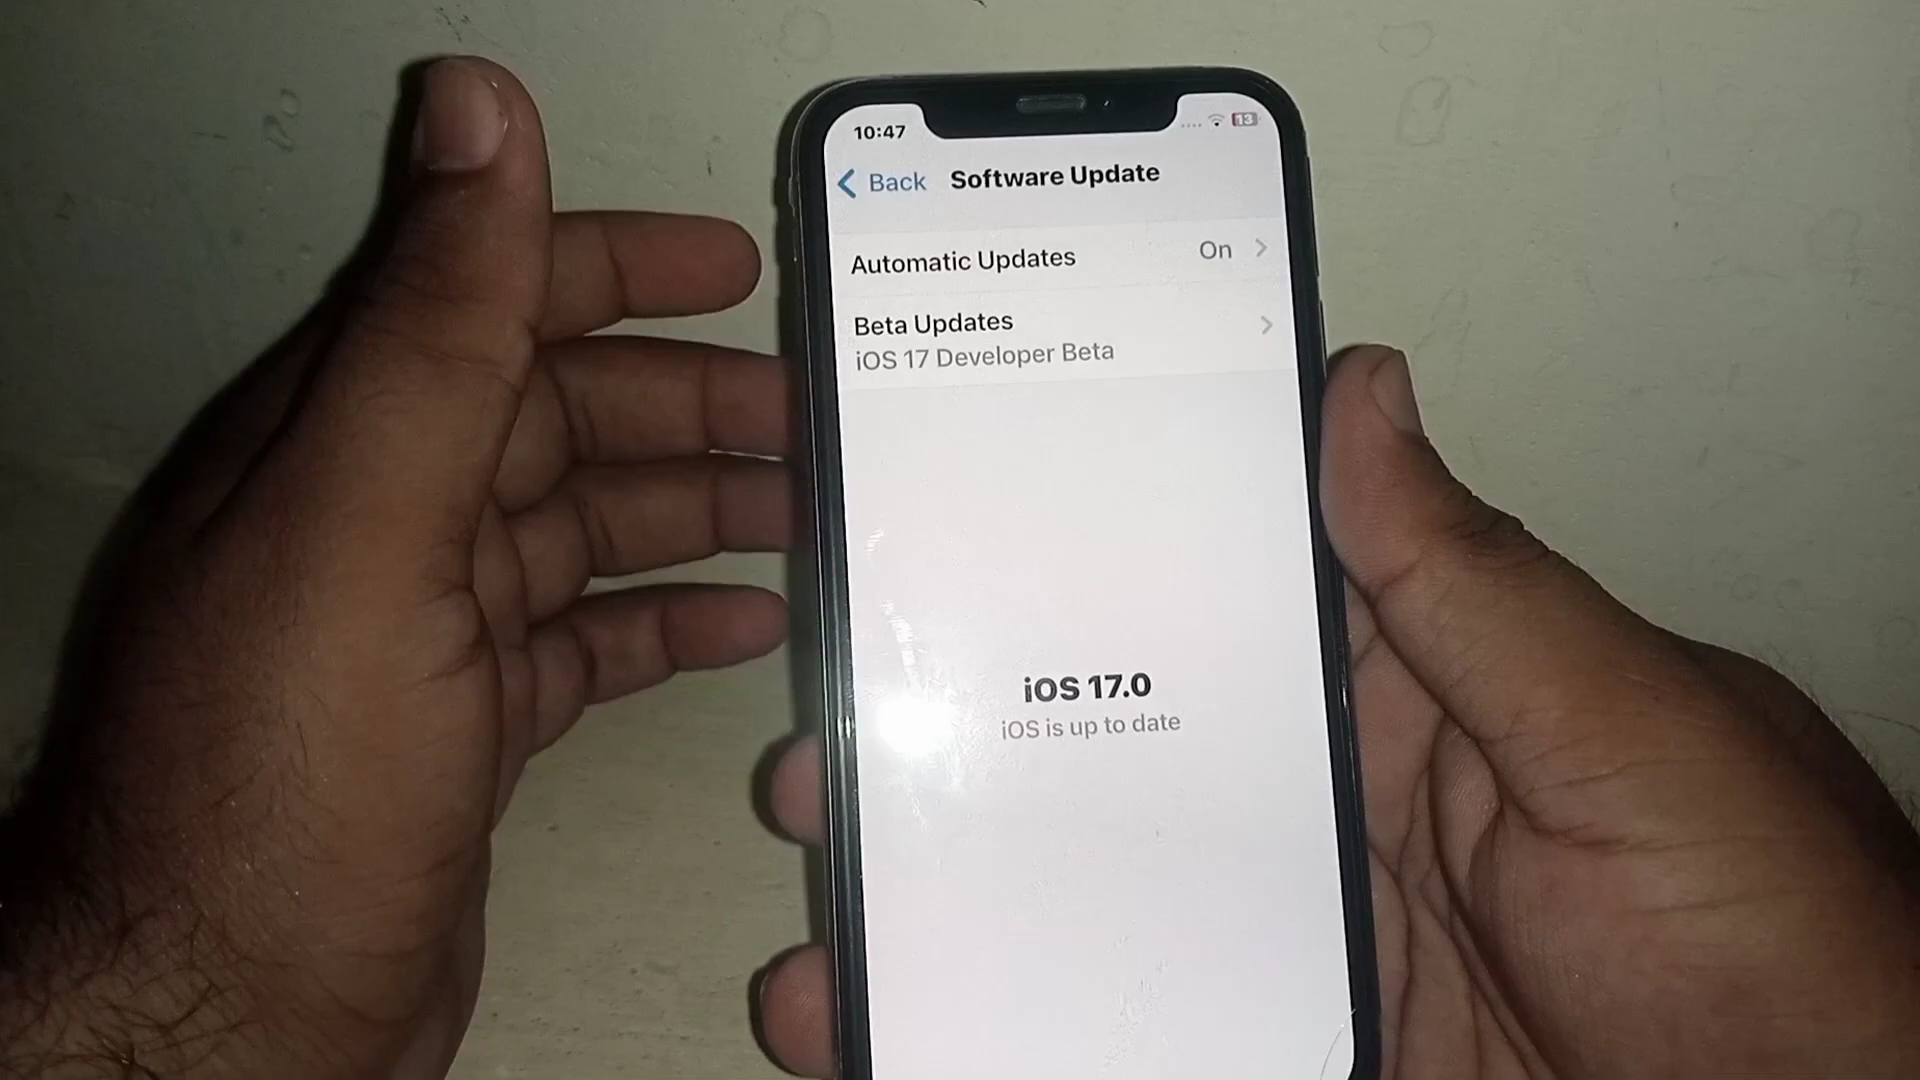 10:47
13
Back
Software Update
Automatic Updates
On
Beta Updates
iOS 17 Developer Beta
iOS 17.0
iOS is up to date